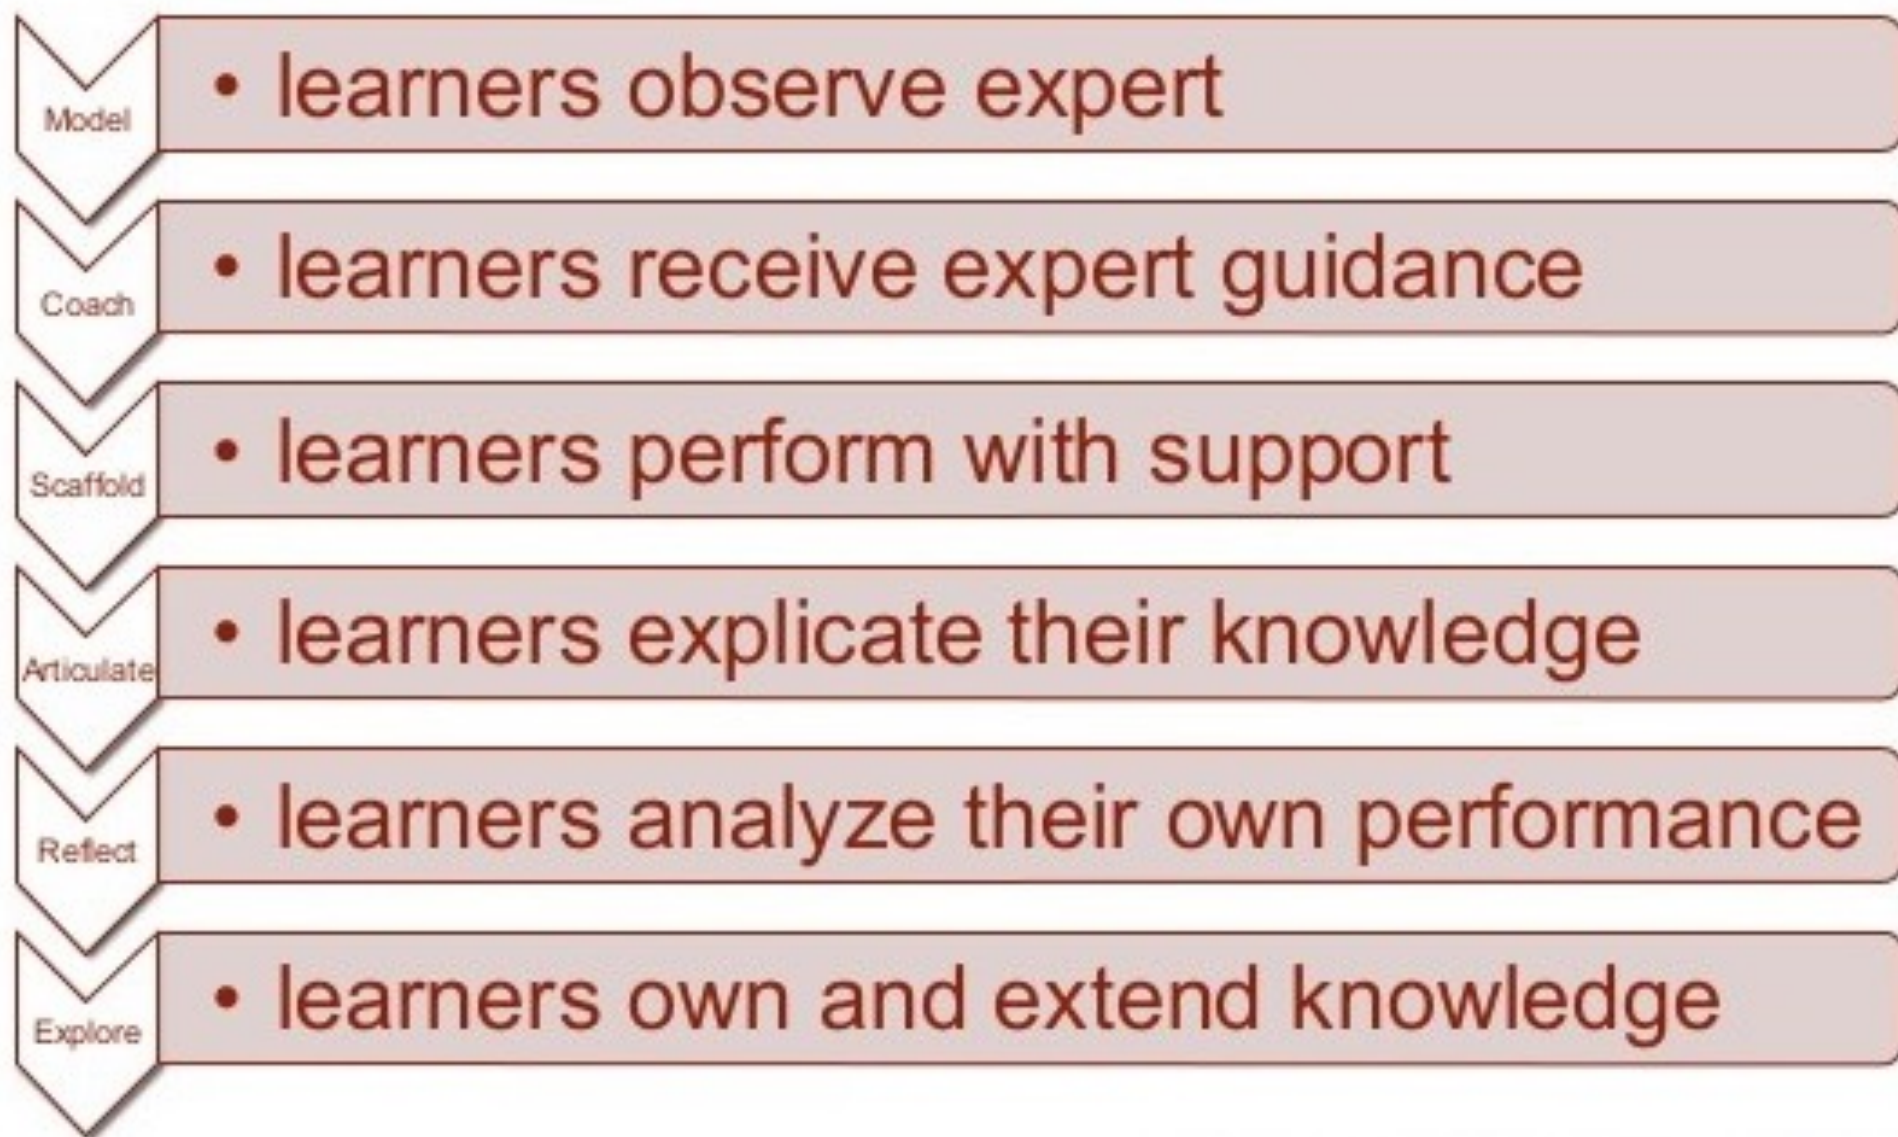 Model
• learners observe expert
Coach
• learners receive expert guidance
Scaffold
• learners perform with support
Articulate
• learners explicate their knowledge
Reflect
• learners analyze their own performance
Explore
• learners own and extend knowledge